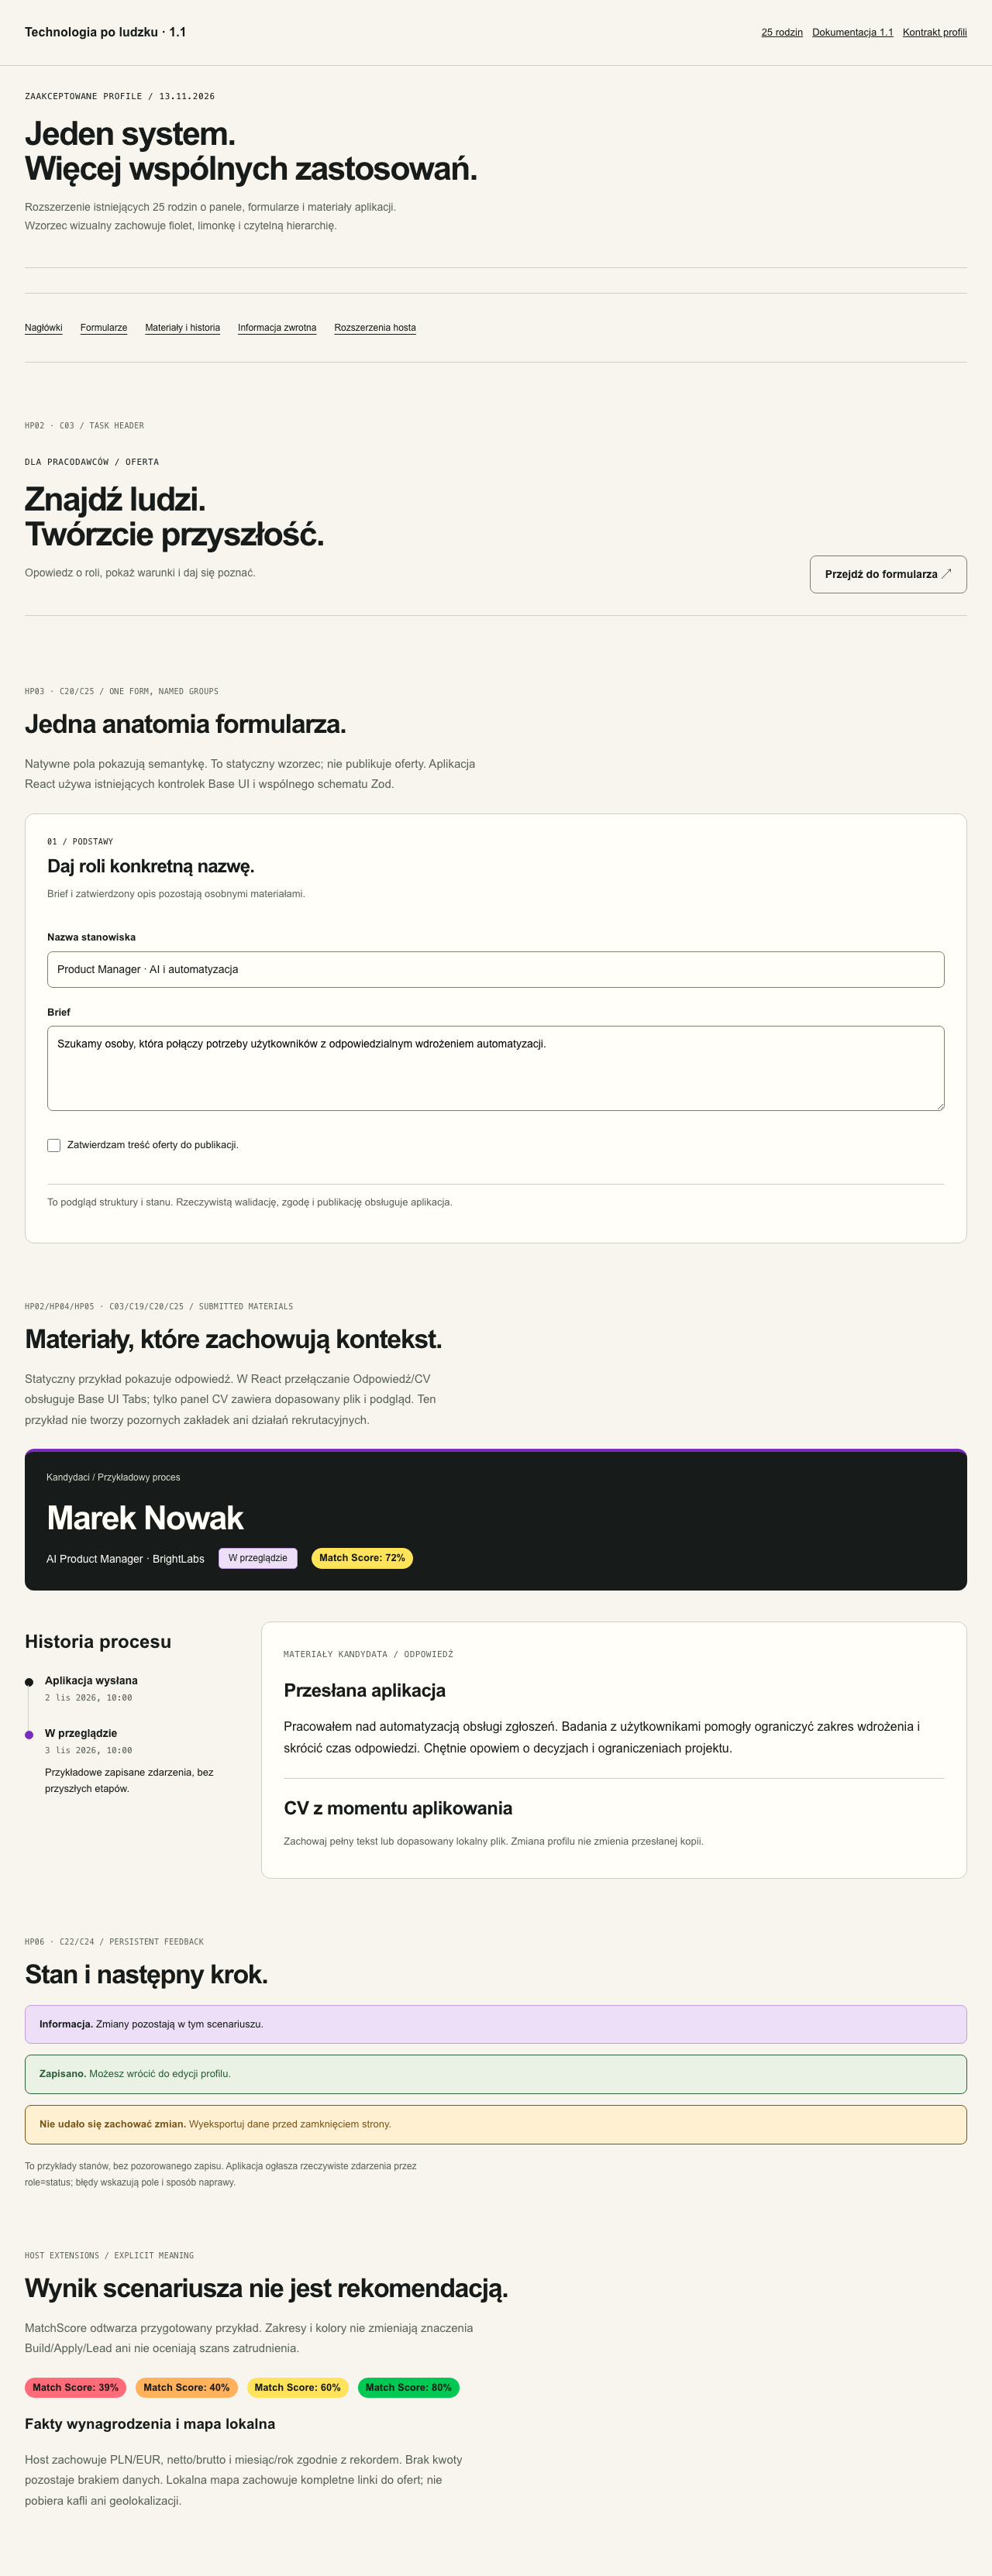 Technologia po ludzku · 1.1
25 rodzin Dokumentacja 1.1 Kontrakt profili
ZAAKCEPTOWANE PROFILE / 13.11.2026
Jeden system.
Więcej wspólnych zastosowań.
Rozszerzenie istniejących 25 rodzin o panele, formularze i materiały aplikacji.
Wzorzec wizualny zachowuje fiolet, limonkę i czytelną hierarchię.
Nagłówki Formularze Materiały i historia Informacja zwrotna Rozszerzenia hosta
HP02 · C03 / TASK HEADER
DLA PRACODAWCÓW / OFERTA
Znajdź ludzi.
Twórzcie przyszłość.
Opowiedz o roli, pokaż warunki i daj się poznać.
Przejdź do formularza ↗
HP03 · C20/C25 / ONE FORM, NAMED GROUPS
Jedna anatomia formularza.
Natywne pola pokazują semantykę. To statyczny wzorzec; nie publikuje oferty. Aplikacja
React używa istniejących kontrolek Base UI i wspólnego schematu Zod.
01 / PODSTAWY
Daj roli konkretną nazwę.
Brief i zatwierdzony opis pozostają osobnymi materiałami.
Nazwa stanowiska
Product Manager · AI i automatyzacja
Brief
Szukamy osoby, która połączy potrzeby użytkowników z odpowiedzialnym wdrożeniem automatyzacji.
Zatwierdzam treść oferty do publikacji.
To podgląd struktury i stanu. Rzeczywistą walidację, zgodę i publikację obsługuje aplikacja.
HP02/HP04/HP05 · C03/C19/C20/C25 / SUBMITTED MATERIALS
Materiały, które zachowują kontekst.
Statyczny przykład pokazuje odpowiedź. W React przełączanie Odpowiedź/CV
obsługuje Base UI Tabs; tylko panel CV zawiera dopasowany plik i podgląd. Ten
przykład nie tworzy pozornych zakładek ani działań rekrutacyjnych.
Kandydaci / Przykładowy proces
Marek Nowak
AI Product Manager · BrightLabs W przeglądzie Match Score: 72%
Historia procesu
Aplikacja wysłana
2 lis 2026, 10:00
W przeglądzie
3 lis 2026, 10:00
Przykładowe zapisane zdarzenia, bez
przyszłych etapów.
MATERIAŁY KANDYDATA / ODPOWIEDŹ
Przesłana aplikacja
Pracowałem nad automatyzacją obsługi zgłoszeń. Badania z użytkownikami pomogły ograniczyć zakres wdrożenia i
skrócić czas odpowiedzi. Chętnie opowiem o decyzjach i ograniczeniach projektu.
CV z momentu aplikowania
Zachowaj pełny tekst lub dopasowany lokalny plik. Zmiana profilu nie zmienia przesłanej kopii.
HP06 · C22/C24 / PERSISTENT FEEDBACK
Stan i następny krok.
Informacja. Zmiany pozostają w tym scenariuszu.
Zapisano. Możesz wrócić do edycji profilu.
Nie udało się zachować zmian. Wyeksportuj dane przed zamknięciem strony.
To przykłady stanów, bez pozorowanego zapisu. Aplikacja ogłasza rzeczywiste zdarzenia przez
role=status; błędy wskazują pole i sposób naprawy.
HOST EXTENSIONS / EXPLICIT MEANING
Wynik scenariusza nie jest rekomendacją.
MatchScore odtwarza przygotowany przykład. Zakresy i kolory nie zmieniają znaczenia
Build/Apply/Lead ani nie oceniają szans zatrudnienia.
Match Score: 39% Match Score: 40% Match Score: 60% Match Score: 80%
Fakty wynagrodzenia i mapa lokalna
Host zachowuje PLN/EUR, netto/brutto i miesiąc/rok zgodnie z rekordem. Brak kwoty
pozostaje brakiem danych. Lokalna mapa zachowuje kompletne linki do ofert; nie
pobiera kafli ani geolokalizacji.